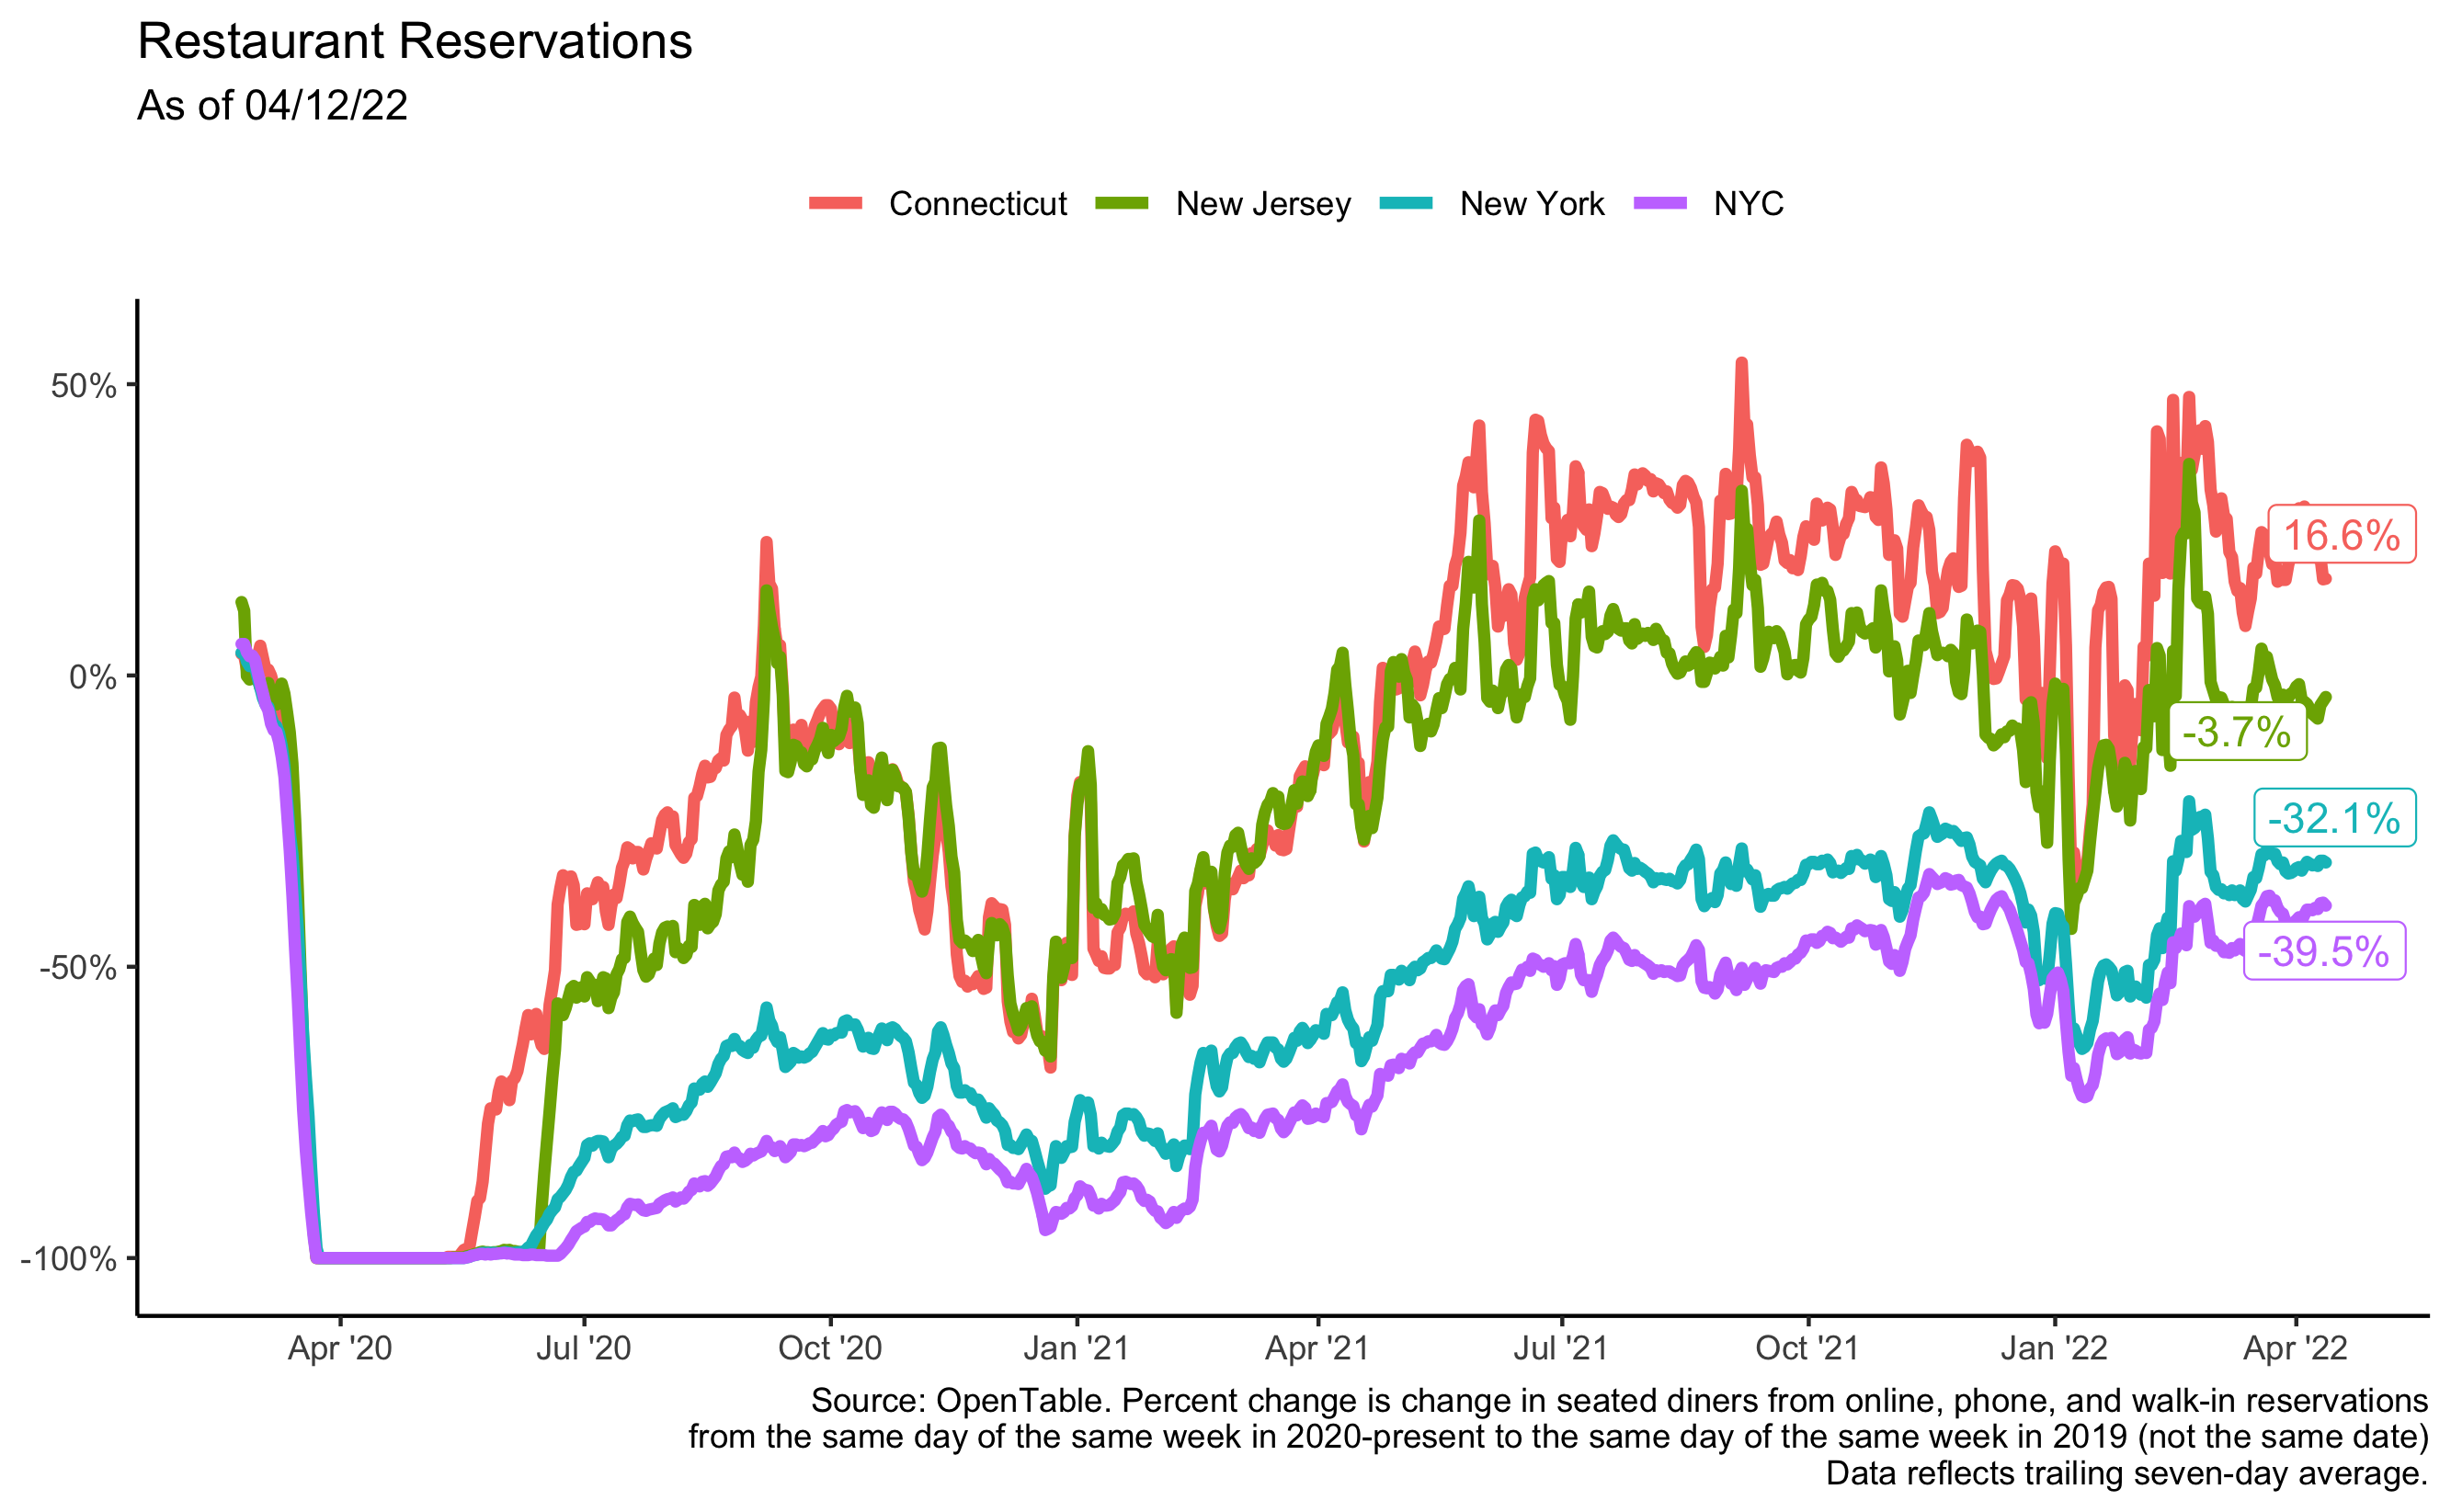 Restaurant Reservations
As of 04/12/22
Connecticut New Jersey New York NYC
50%
0%
-50%
-100%
16.6%
-3.7%
-32.1%
-39.5%
Apr '20 Jul '20 Oct '20 Jan '21 Apr '21 Jul '21 Oct '21 Jan '22 Apr '22
Source: OpenTable. Percent change is change in seated diners from online, phone, and walk-in reservations
from the same day of the same week in 2020-present to the same day of the same week in 2019 (not the same date)
Data reflects trailing seven-day average.